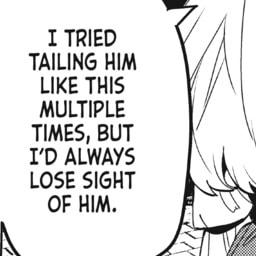 I TRIED
TAILING HIM
LIKE THIS
MULTIPLE
TIMES, BUT
I'D ALWAYS
LOSE SIGHT
OF HIM.